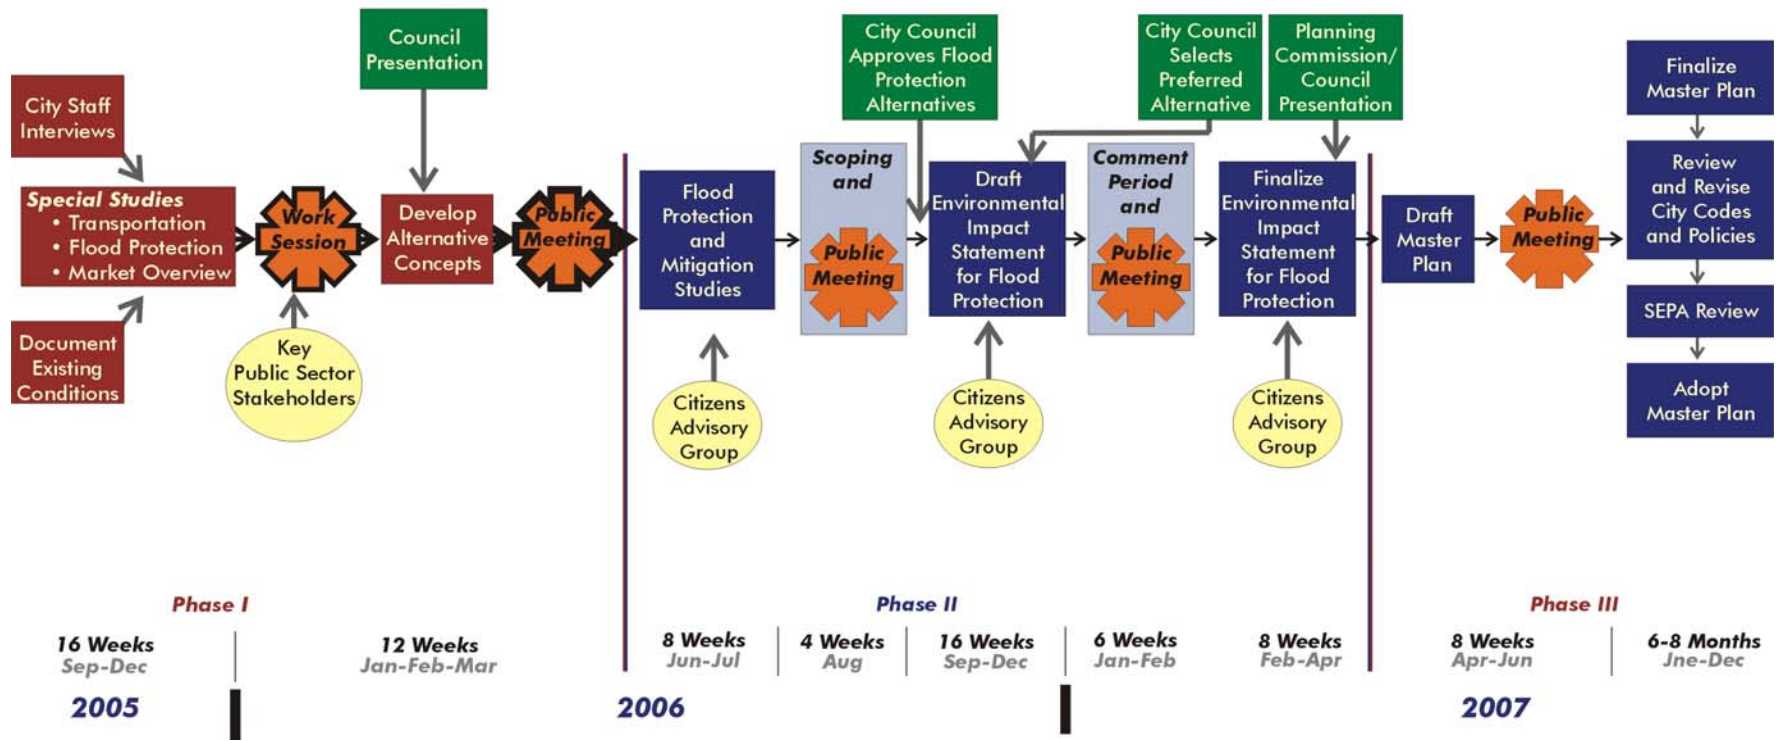 City Staff
Interviews
Special Studies
• Transportation
• Flood Protection
• Market Overview
Document
Existing
Conditions
Work
Session
Key
Public Sector
Stakeholders
Council
Presentation
Develop
Alternative
Concepts
Public
Meeting
Flood
Protection
and
Mitigation
Studies
Citizens
Advisory
Group
Scoping
and
Public
Meeting
City Council
Approves Flood
Protection
Alternatives
Draft
Environmental
Impact
Statement
for Flood
Protection
Citizens
Advisory
Group
City Council
Selects
Preferred
Alternative
Comment
Period
and
Public
Meeting
Planning
Commission/
Council
Presentation
Finalize
Environmental
Impact
Statement
for Flood
Protection
Citizens
Advisory
Group
Draft
Master
Plan
Public
Meeting
Finalize
Master Plan
Review
and Revise
City Codes
and Policies
SEPA Review
Adopt
Master Plan
Phase I
Phase II
Phase III
16 Weeks
Sep-Dec
12 Weeks
Jan-Feb-Mar
8 Weeks
Jun-Jul
4 Weeks
Aug
16 Weeks
Sep-Dec
6 Weeks
Jan-Feb
8 Weeks
Feb-Apr
8 Weeks
Apr-Jun
6-8 Months
Jne-Dec
2005
2006
2007